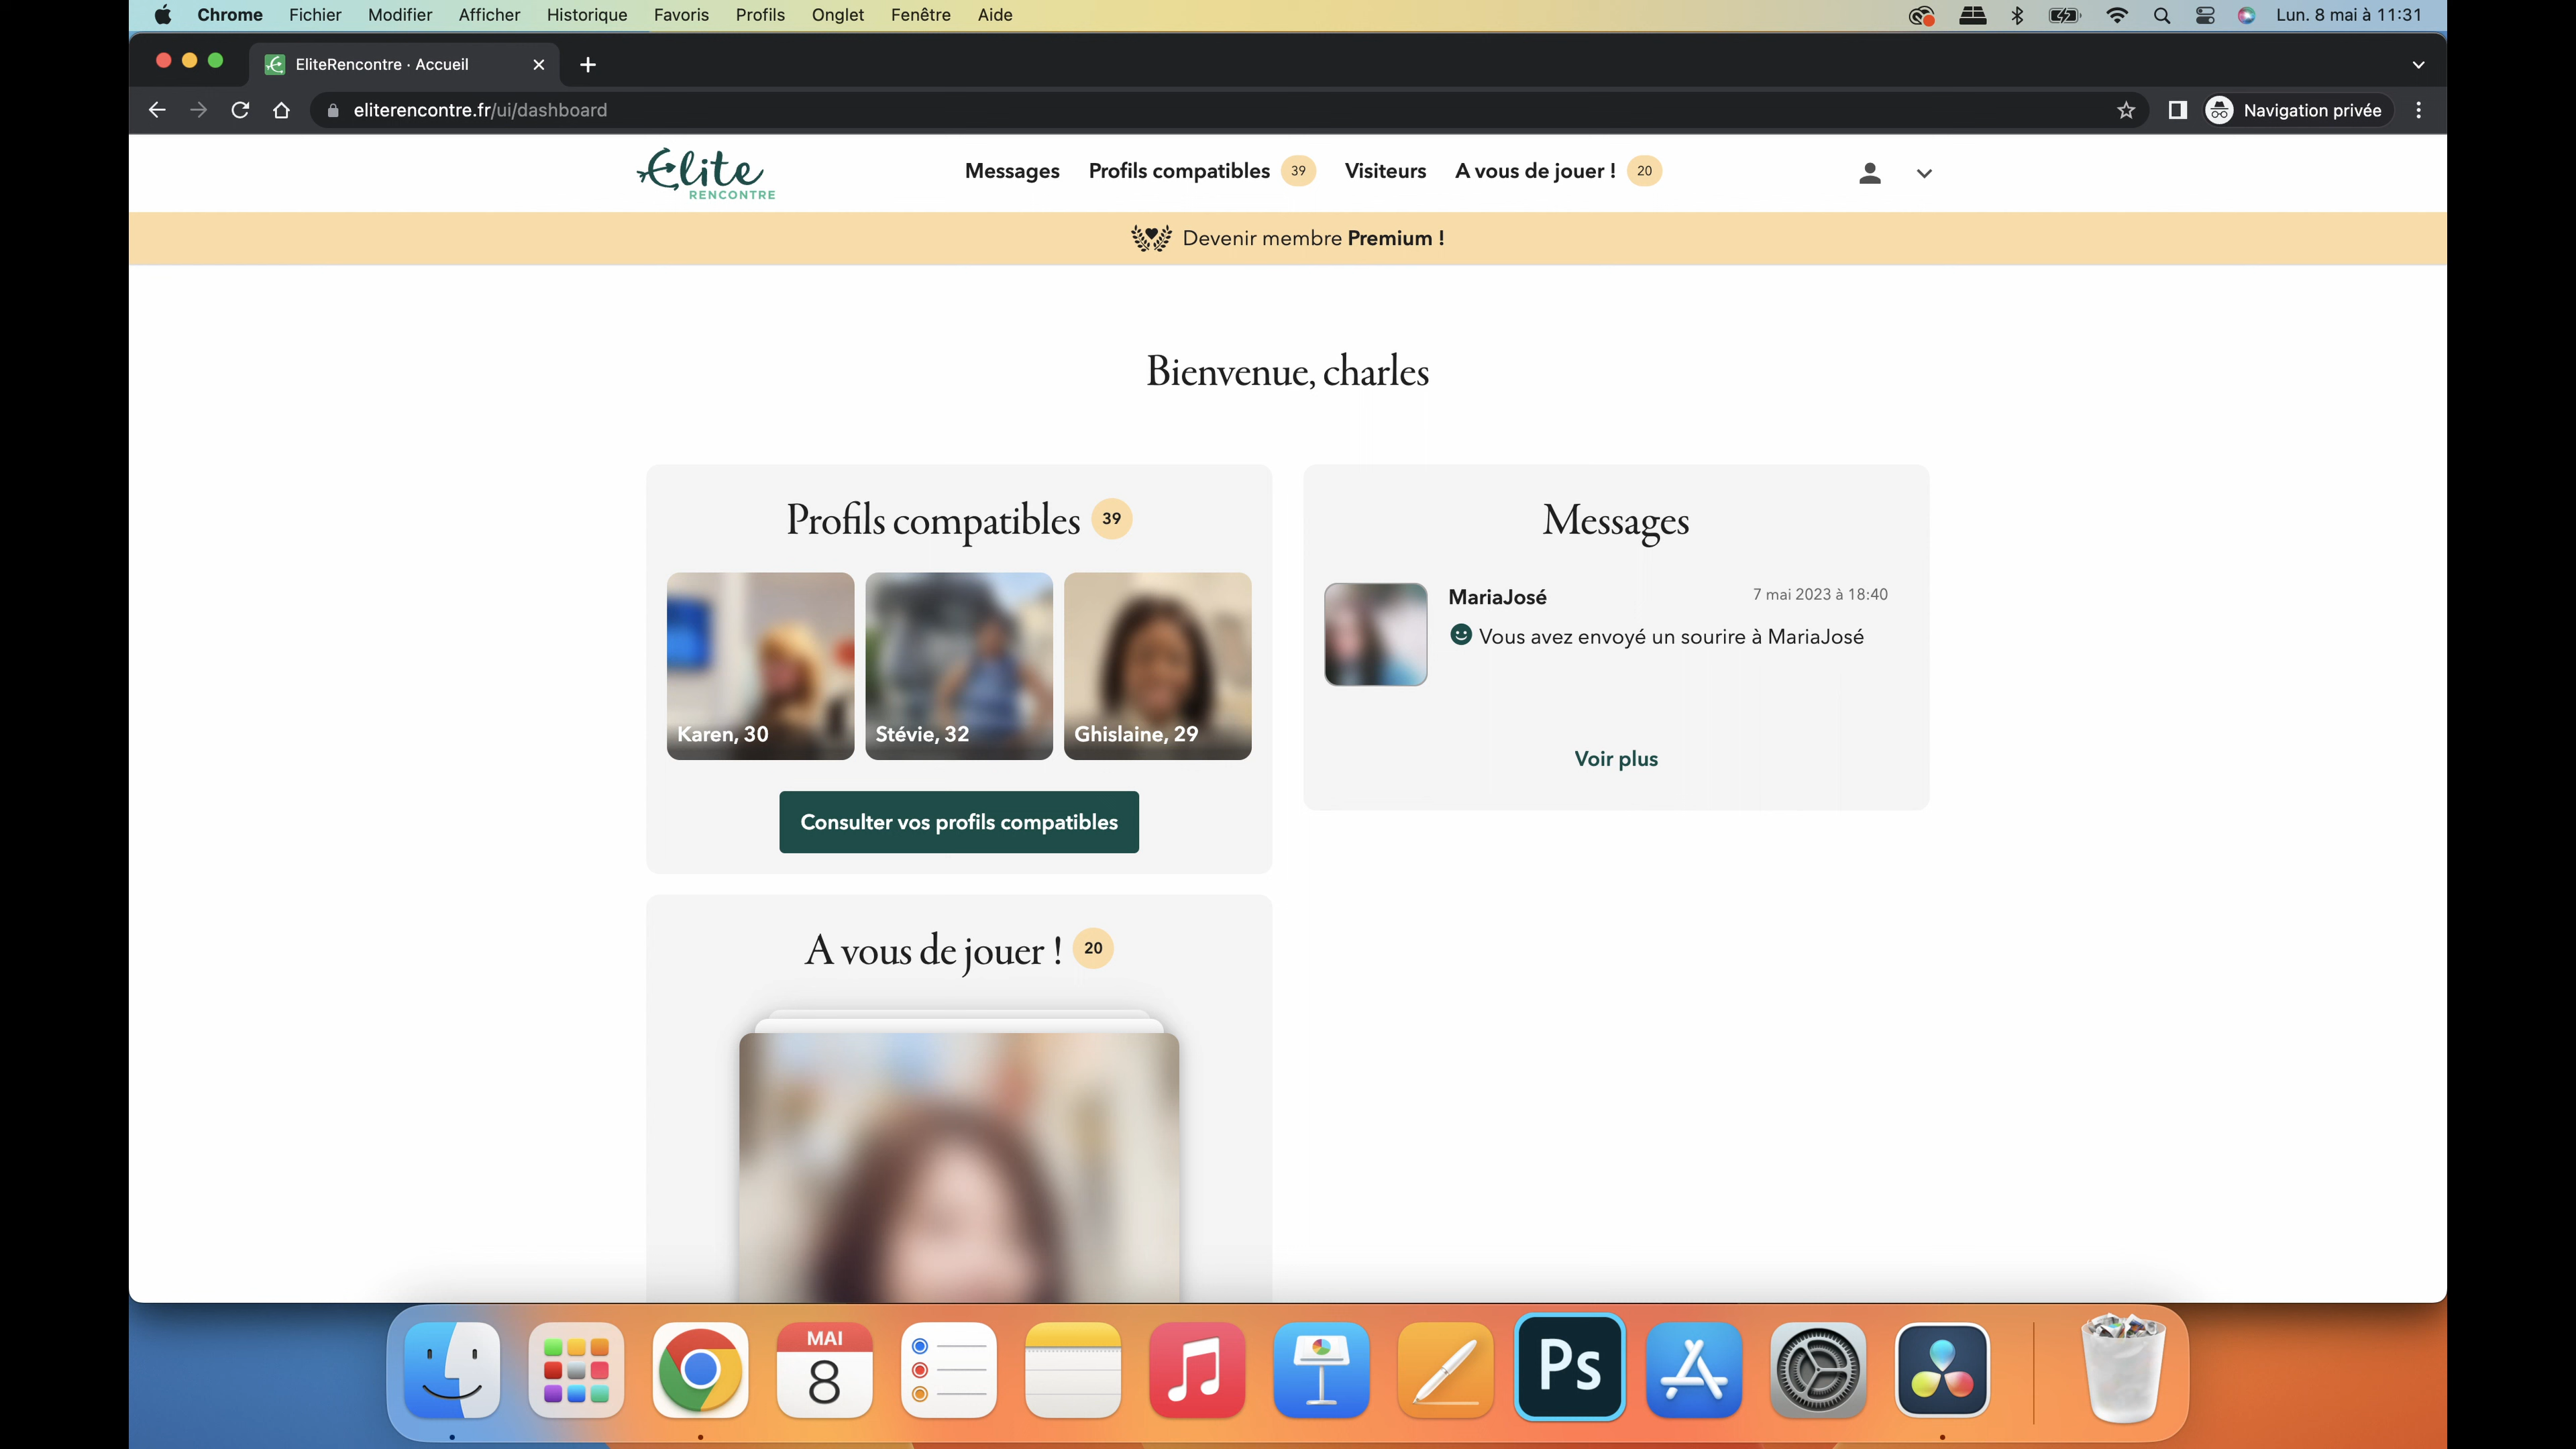 Chrome Fichier Modifier Afficher Historique Favoris Profils Onglet Fenêtre Aide Lun. 8 mai à 11:31
EliteRencontre · Accueil
eliterencontre.fr/ui/dashboard Navigation privée
Elite
RENCONTRE
Messages Profils compatibles 39 Visiteurs A vous de jouer ! 20
Devenir membre Premium !
Bienvenue, charles
Profils compatibles 39
Karen, 30
Stévie, 32
Ghislaine, 29
Consulter vos profils compatibles
Messages
MariaJosé 7 mai 2023 à 18:40
Vous avez envoyé un sourire à MariaJosé
Voir plus
A vous de jouer ! 20
MAI
8
Ps